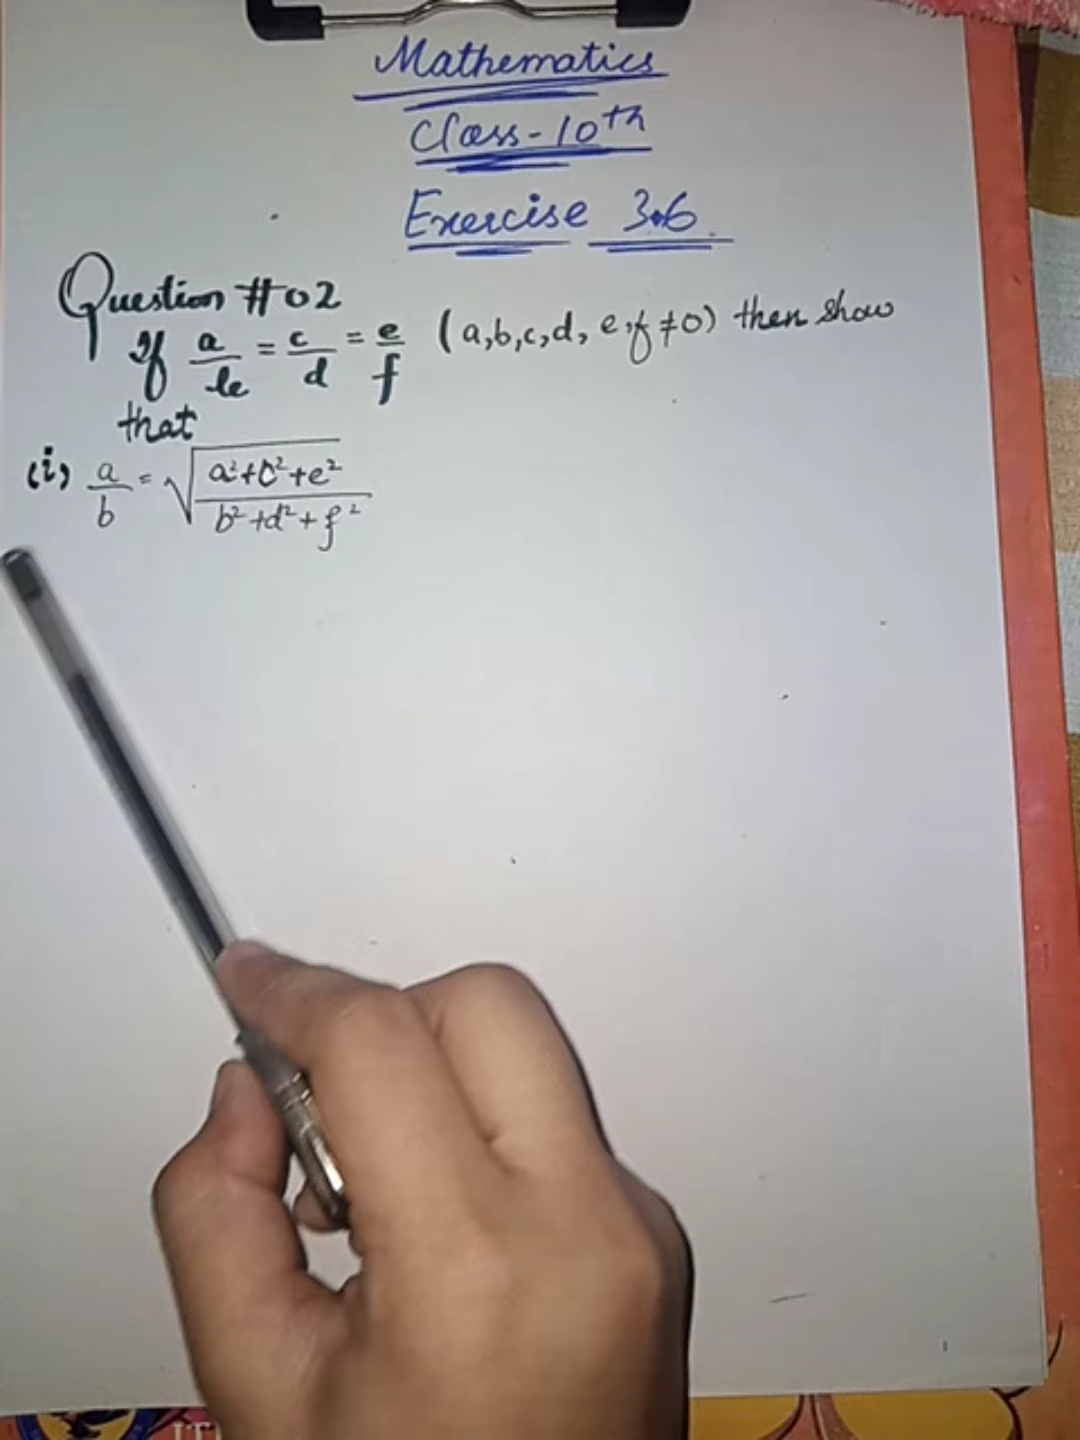 Mathematics
Class-10th
Exercise 3.6
Question #02
If a/b = c/d = e/f (a,b,c,d, e,f ≠0) then show
that
(i) a/b = √(a²+c²+e²/b²+d²+f²)